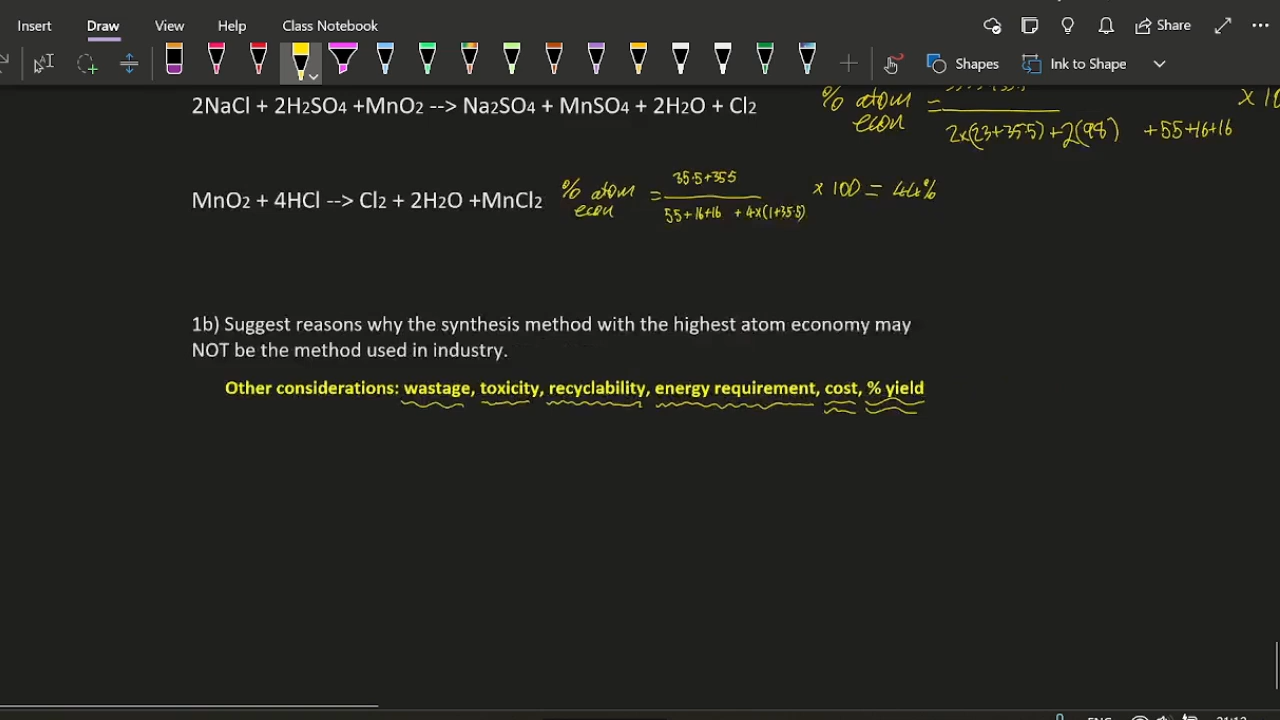 Insert Draw View Help Class Notebook Share
Shapes Ink to Shape
2NaCl + 2H₂SO₄ +MnO₂ --> Na₂SO₄ + MnSO₄ + 2H₂O + Cl₂
% atom econ = 2x(23+35.5)+2(98) +55+16+16
MnO₂ + 4HCl --> Cl₂ + 2H₂O +MnCl₂
% atom econ = 35.5+35.5
55+16+16 + 4x(1+35.5)
x 100 = 44%
1b) Suggest reasons why the synthesis method with the highest atom economy may
NOT be the method used in industry.
Other considerations: wastage, toxicity, recyclability, energy requirement, cost, % yield